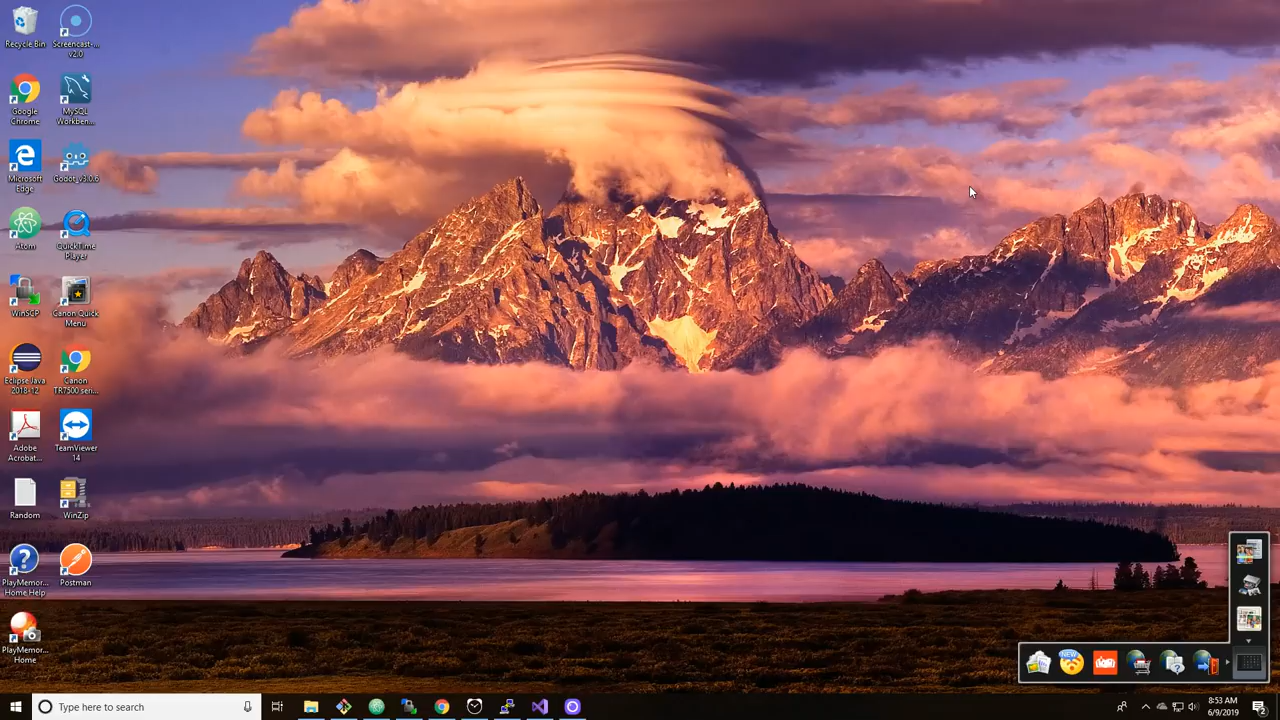 Recycle Bin
Screencast-...
v2.0
Google
Chrome
MySQL
Workben...
Microsoft
Edge
Godot_v3.0.6
Atom
QuickTime
Player
WinSCP
Canon Quick
Menu
Eclipse Java
2018-12
Canon
TR7500 seri...
Adobe
Acrobat...
TeamViewer
14
Random
WinZip
PlayMemor...
Home Help
Postman
PlayMemor...
Home
NEW
Type here to search
8:53 AM
6/9/2019
2